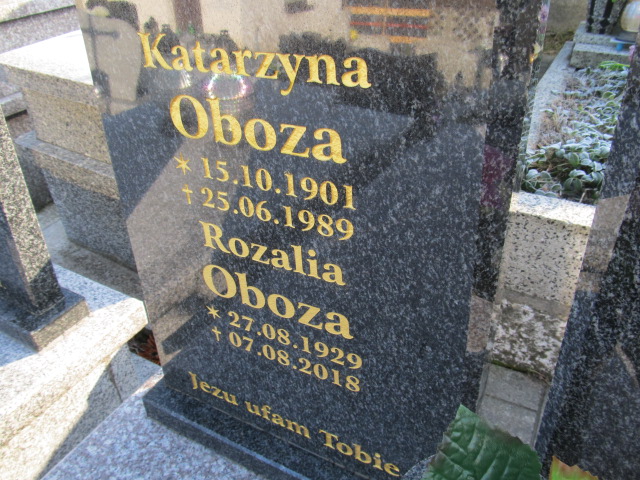 Katarzyna
Oboza
* 15.10.1901
† 25.06.1989
Rozalia
Oboza
* 27.08.1929
† 07.08.2018
Jezu ufam Tobie